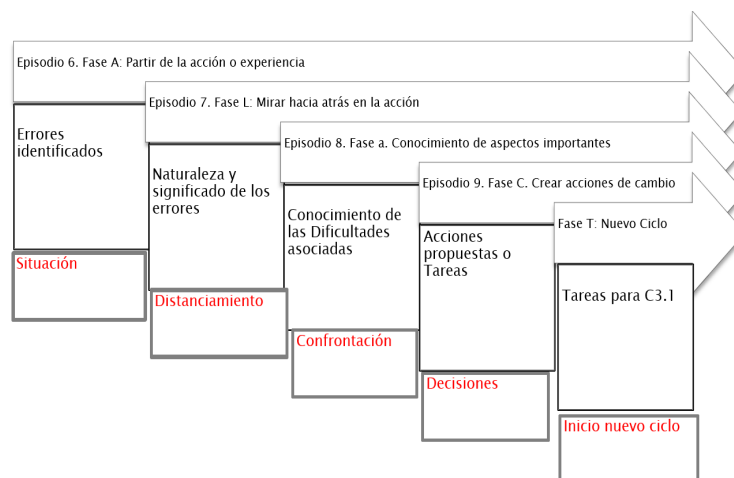 Episodio 6. Fase A: Partir de la acción o experiencia
Errores
identificados
Situación
Episodio 7. Fase L: Mirar hacia atrás en la acción
Naturaleza y
significado de los
errores
Distanciamiento
Episodio 8. Fase a. Conocimiento de aspectos importantes
Conocimiento de
las Dificultades
asociadas
Confrontación
Episodio 9. Fase C. Crear acciones de cambio
Acciones
propuestas o
Tareas
Decisiones
Fase T: Nuevo Ciclo
Tareas para C3.1
Inicio nuevo ciclo